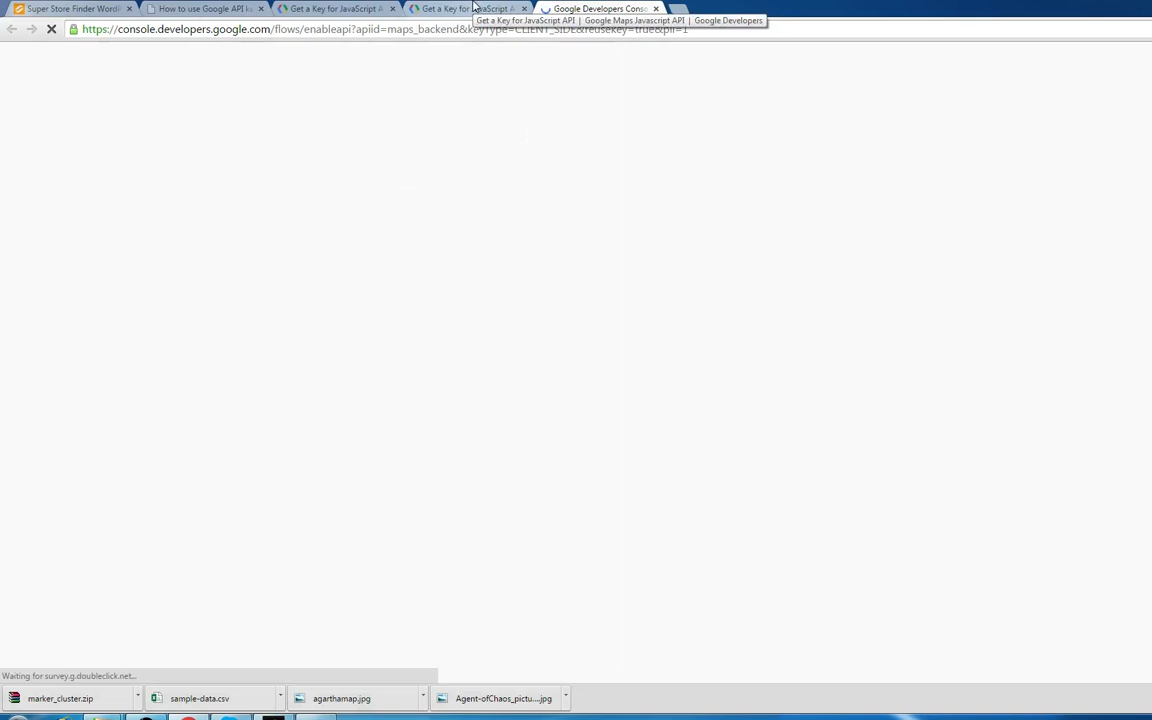 Super Store Finder WordP
How to use Google API k
Get a Key for JavaScript A
Get a Key for JavaScript A
Google Developers Conso
Get a Key for JavaScript API | Google Maps Javascript API | Google Developers
https://console.developers.google.com/flows/enableapi?apiid=maps_backend&keyType=CLIENT_SIDE&reusekey=true&pli=1
Waiting for survey.g.doubleclick.net...
marker_cluster.zip
sample-data.csv
agarthamap.jpg
Agent-ofChaos_pictu....jpg